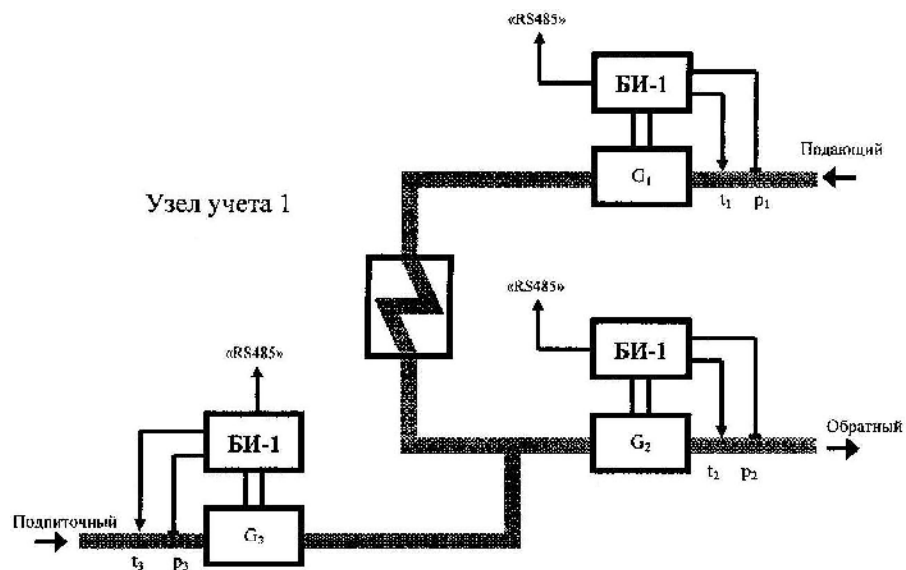 «RS485»
БИ-1
Подающий
G₁
t₁ p₁
Узел учета 1
«RS485»
БИ-1
«RS485»
Обратный
БИ-1
G₂
t₂ p₂
Подпиточный
G₃
t₃ p₃